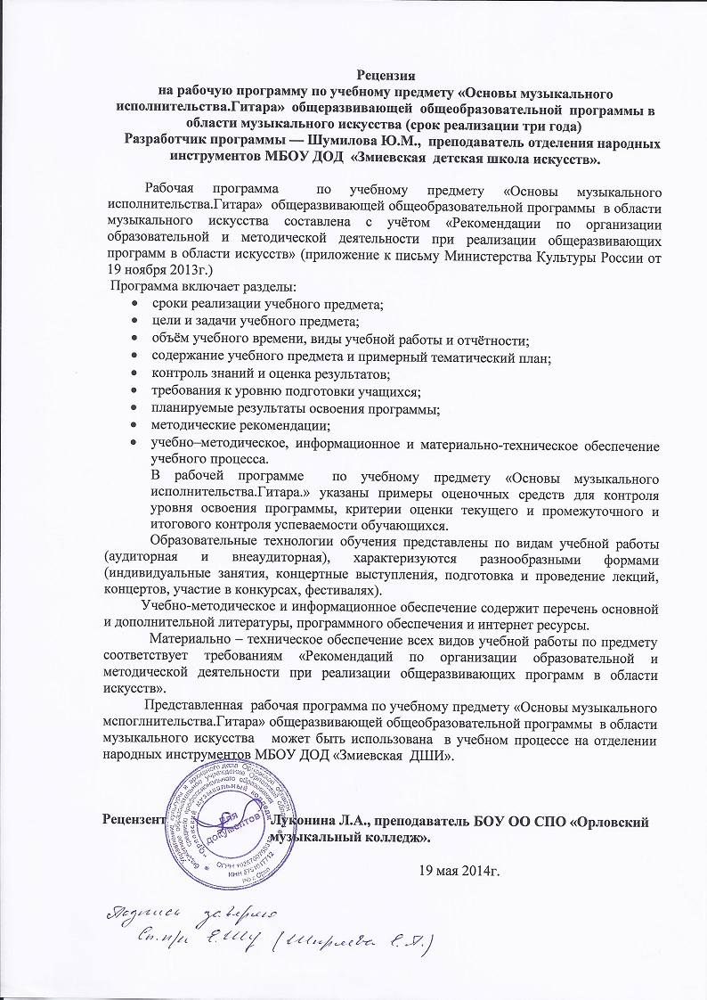 Рецензия
на рабочую программу по учебному предмету «Основы музыкального
исполнительства.Гитара» общеразвивающей общеобразовательной программы в
области музыкального искусства (срок реализации три года)
Разработчик программы — Шумилова Ю.М., преподаватель отделения народных
инструментов МБОУ ДОД «Змиевская детская школа искусств».
Рабочая программа по учебному предмету «Основы музыкального
исполнительства.Гитара» общеразвивающей общеобразовательной программы в области
музыкального искусства составлена с учётом «Рекомендации по организации
образовательной и методической деятельности при реализации общеразвивающих
программ в области искусств» (приложение к письму Министерства Культуры России от
19 ноября 2013г.)
Программа включает разделы:
• сроки реализации учебного предмета;
• цели и задачи учебного предмета;
• объём учебного времени, виды учебной работы и отчётности;
• содержание учебного предмета и примерный тематический план;
• контроль знаний и оценка результатов;
• требования к уровню подготовки учащихся;
• планируемые результаты освоения программы;
• методические рекомендации;
• учебно–методическое, информационное и материально-техническое обеспечение
учебного процесса.
В рабочей программе по учебному предмету «Основы музыкального
исполнительства.Гитара.» указаны примеры оценочных средств для контроля
уровня освоения программы, критерии оценки текущего и промежуточного и
итогового контроля успеваемости обучающихся.
Образовательные технологии обучения представлены по видам учебной работы
(аудиторная и внеаудиторная), характеризуются разнообразными формами
(индивидуальные занятия, концертные выступления, подготовка и проведение лекций,
концертов, участие в конкурсах, фестивалях).
Учебно-методическое и информационное обеспечение содержит перечень основной
и дополнительной литературы, программного обеспечения и интернет ресурсы.
Материально – техническое обеспечение всех видов учебной работы по предмету
соответствует требованиям «Рекомендаций по организации образовательной и
методической деятельности при реализации общеразвивающих программ в области
искусств».
Представленная рабочая программа по учебному предмету «Основы музыкального
мспоглнительства.Гитара» общеразвивающей общеобразовательной программы в области
музыкального искусства может быть использована в учебном процессе на отделении
народных инструментов МБОУ ДОД «Змиевская ДШИ».
Рецензент Луконина Л.А., преподаватель БОУ ОО СПО «Орловский
музыкальный колледж».
для
документов
19 мая 2014г.
Подпись заверяю